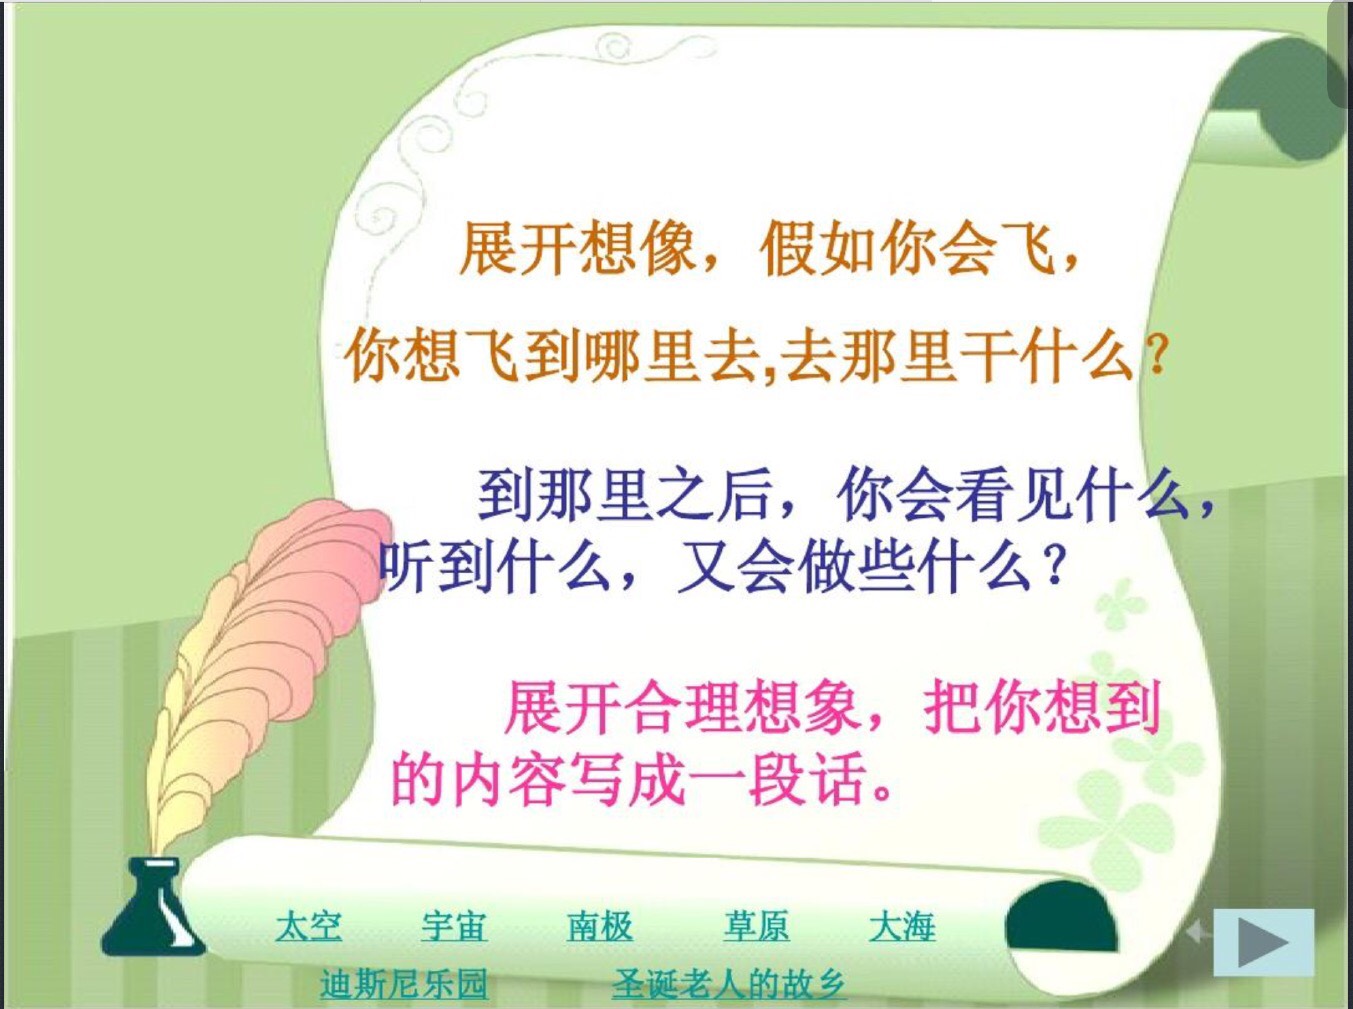 展开想像，假如你会飞，
你想飞到哪里去,去那里干什么？
到那里之后，你会看见什么，
听到什么，又会做些什么？
展开合理想象，把你想到
的内容写成一段话。
太空 宇宙 南极 草原 大海
迪斯尼乐园 圣诞老人的故乡